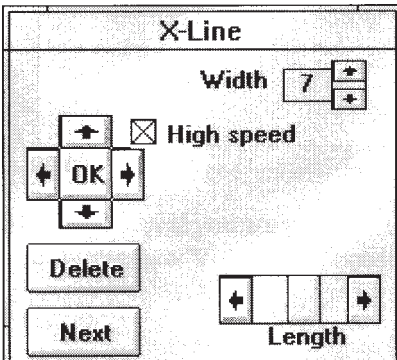 X-Line
Width 7
High speed
OK
Delete
Next
Length